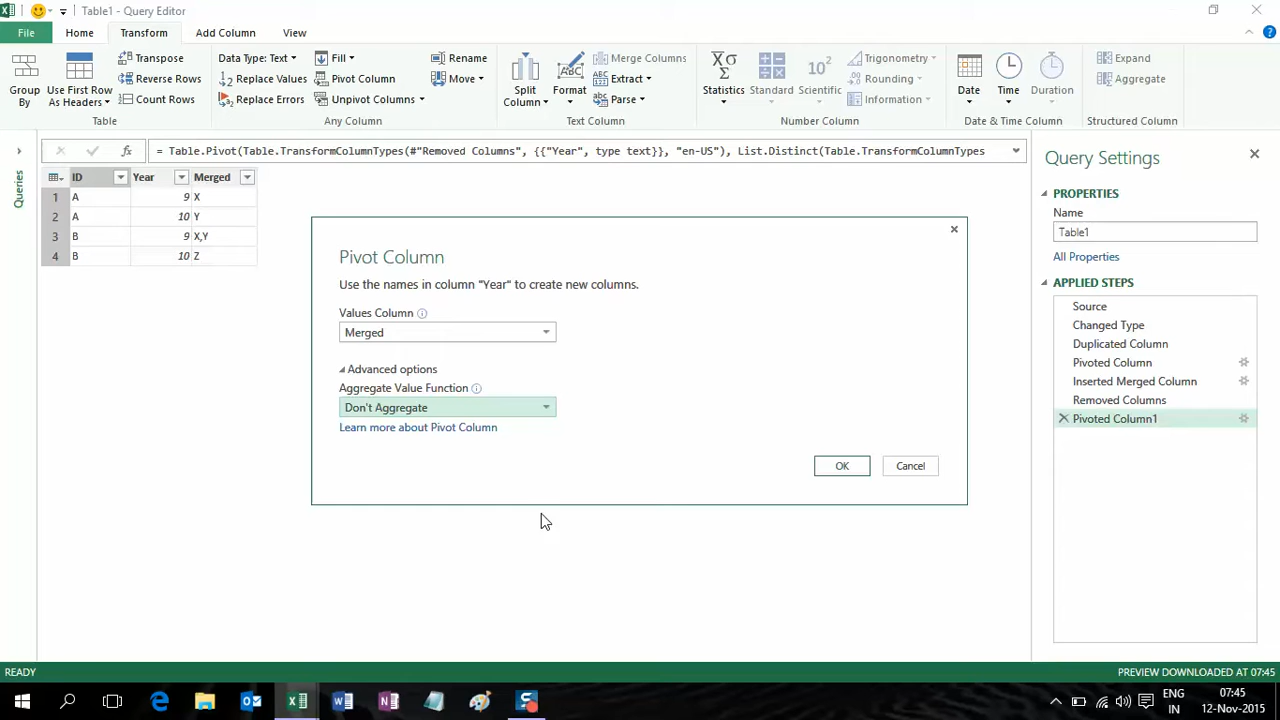 Table1 - Query Editor
File Home Transform Add Column View
Group By
Use First Row As Headers
Transpose
Reverse Rows
Count Rows
Table
Data Type: Text
Replace Values
Replace Errors
Fill
Pivot Column
Unpivot Columns
Rename
Move
Any Column
Split Column
Format
Merge Columns
Extract
Parse
Text Column
Statistics
Standard
Scientific
Trigonometry
Rounding
Information
Number Column
Date
Time
Duration
Date & Time Column
Expand
Aggregate
Structured Column
fx = Table.Pivot(Table.TransformColumnTypes(#"Removed Columns", {{"Year", type text}}, "en-US"), List.Distinct(Table.TransformColumnTypes
Queries
ID Year Merged
1 A 9 X
2 A 10 Y
3 B 9 X,Y
4 B 10 Z
Pivot Column
Use the names in column "Year" to create new columns.
Values Column
Merged
Advanced options
Aggregate Value Function
Don't Aggregate
Learn more about Pivot Column
OK Cancel
Query Settings
PROPERTIES
Name
Table1
All Properties
APPLIED STEPS
Source
Changed Type
Duplicated Column
Pivoted Column
Inserted Merged Column
Removed Columns
Pivoted Column1
READY
PREVIEW DOWNLOADED AT 07:45
ENG
IN
07:45
12-Nov-2015